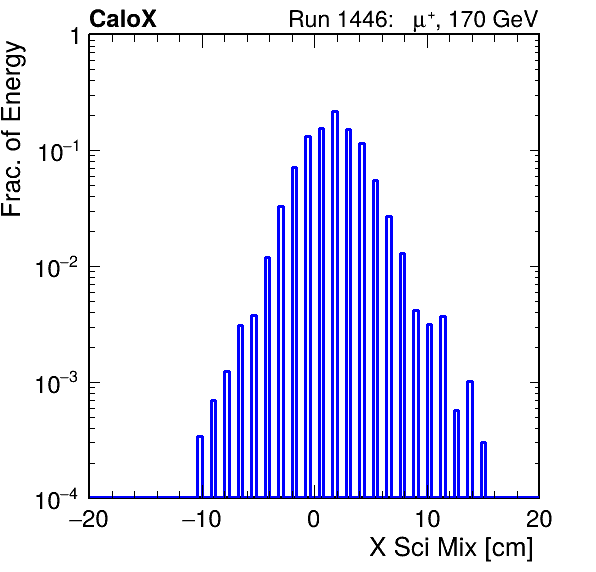 CaloX Run 1446: μ⁺, 170 GeV
Frac. of Energy
1
10⁻¹
10⁻²
10⁻³
10⁻⁴
−20 −10 0 10 20
X Sci Mix [cm]